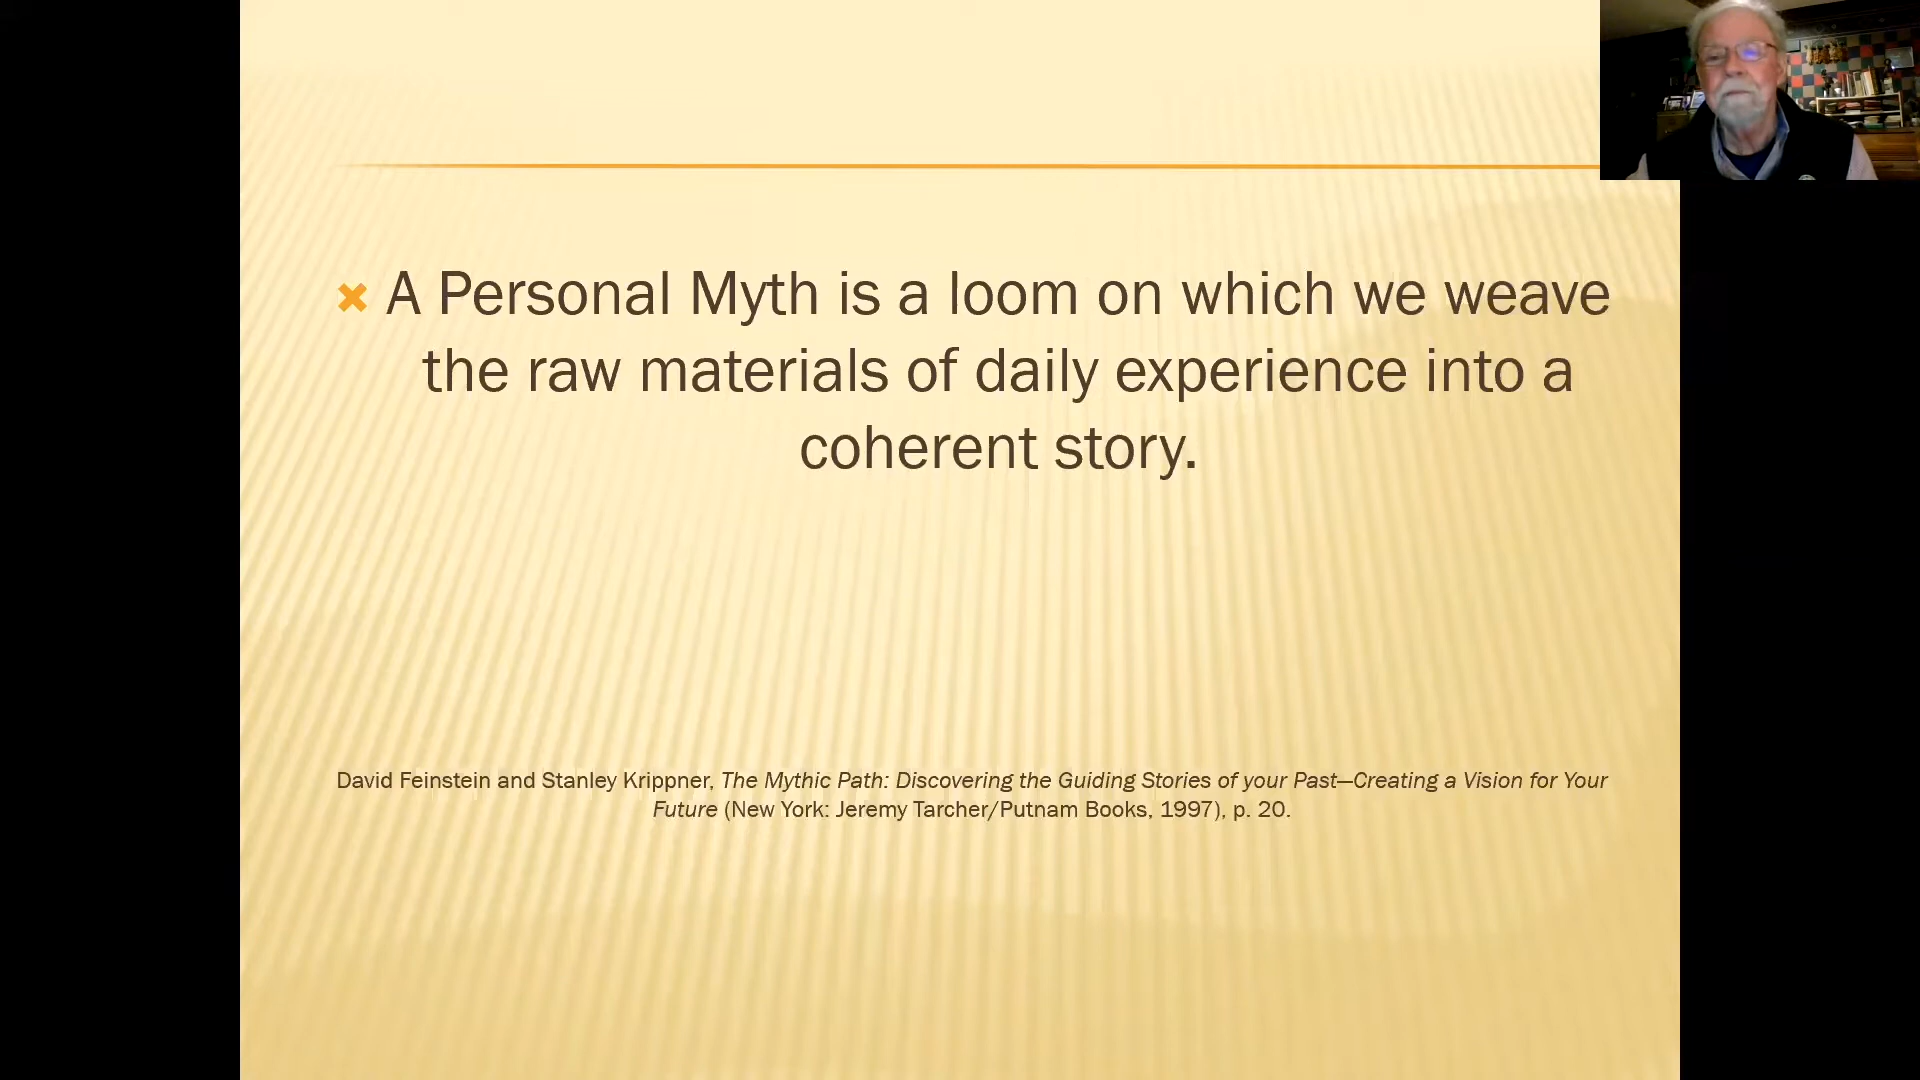 A Personal Myth is a loom on which we weave
the raw materials of daily experience into a
coherent story.
David Feinstein and Stanley Krippner, The Mythic Path: Discovering the Guiding Stories of your Past—Creating a Vision for Your
Future (New York: Jeremy Tarcher/Putnam Books, 1997), p. 20.